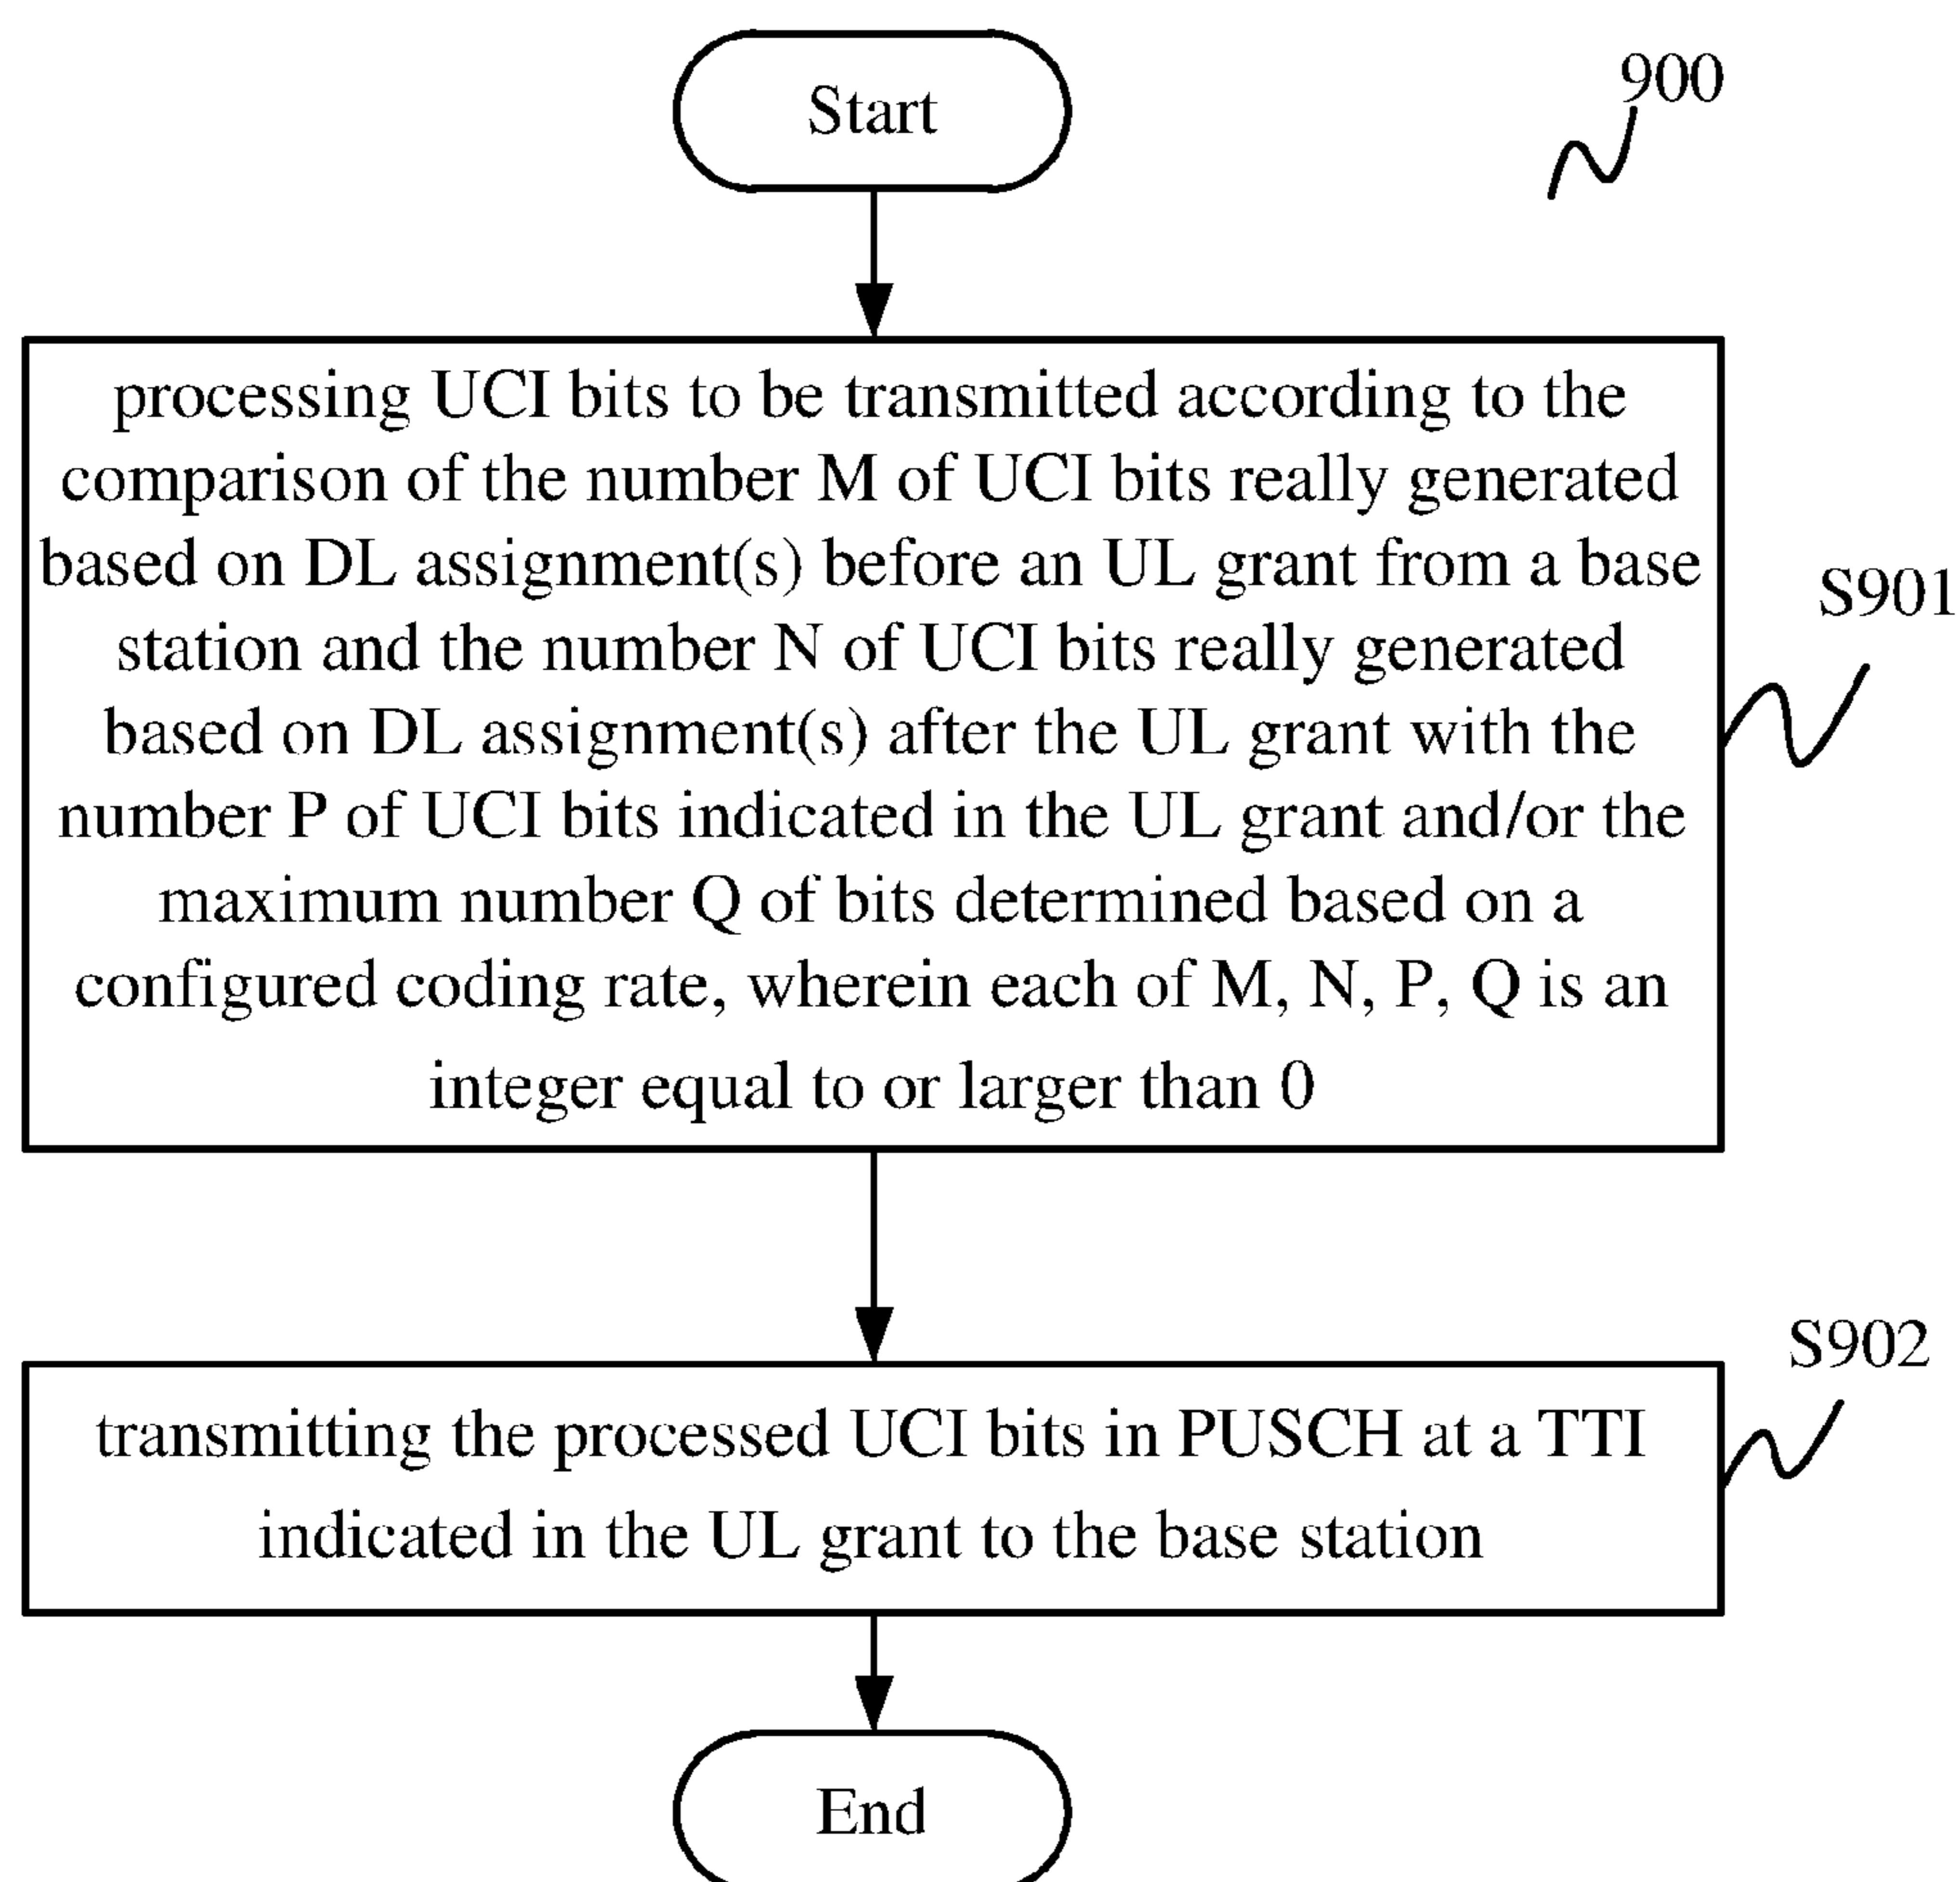 Start
900
processing UCI bits to be transmitted according to the
comparison of the number M of UCI bits really generated
based on DL assignment(s) before an UL grant from a base
station and the number N of UCI bits really generated
based on DL assignment(s) after the UL grant with the
number P of UCI bits indicated in the UL grant and/or the
maximum number Q of bits determined based on a
configured coding rate, wherein each of M, N, P, Q is an
integer equal to or larger than 0
S901
transmitting the processed UCI bits in PUSCH at a TTI
indicated in the UL grant to the base station
S902
End